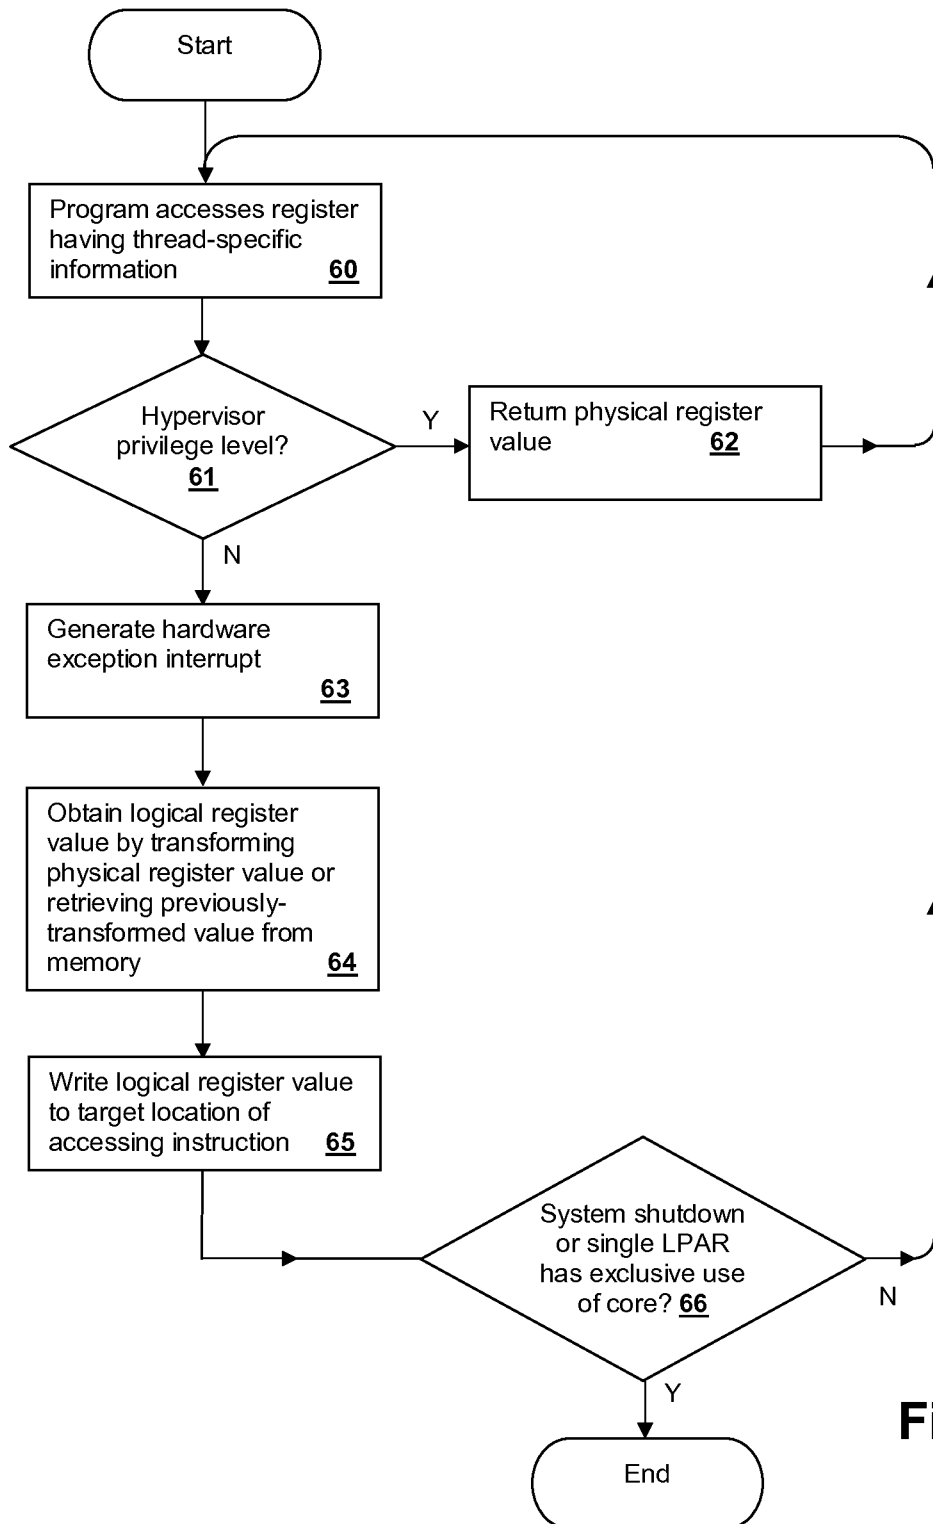 Start
Program accesses register
having thread-specific
information 60
Hypervisor
privilege level?
61
Y
Return physical register
value 62
N
Generate hardware
exception interrupt
63
Obtain logical register
value by transforming
physical register value or
retrieving previously-
transformed value from
memory 64
Write logical register value
to target location of
accessing instruction 65
System shutdown
or single LPAR
has exclusive use
of core? 66
N
Y
End